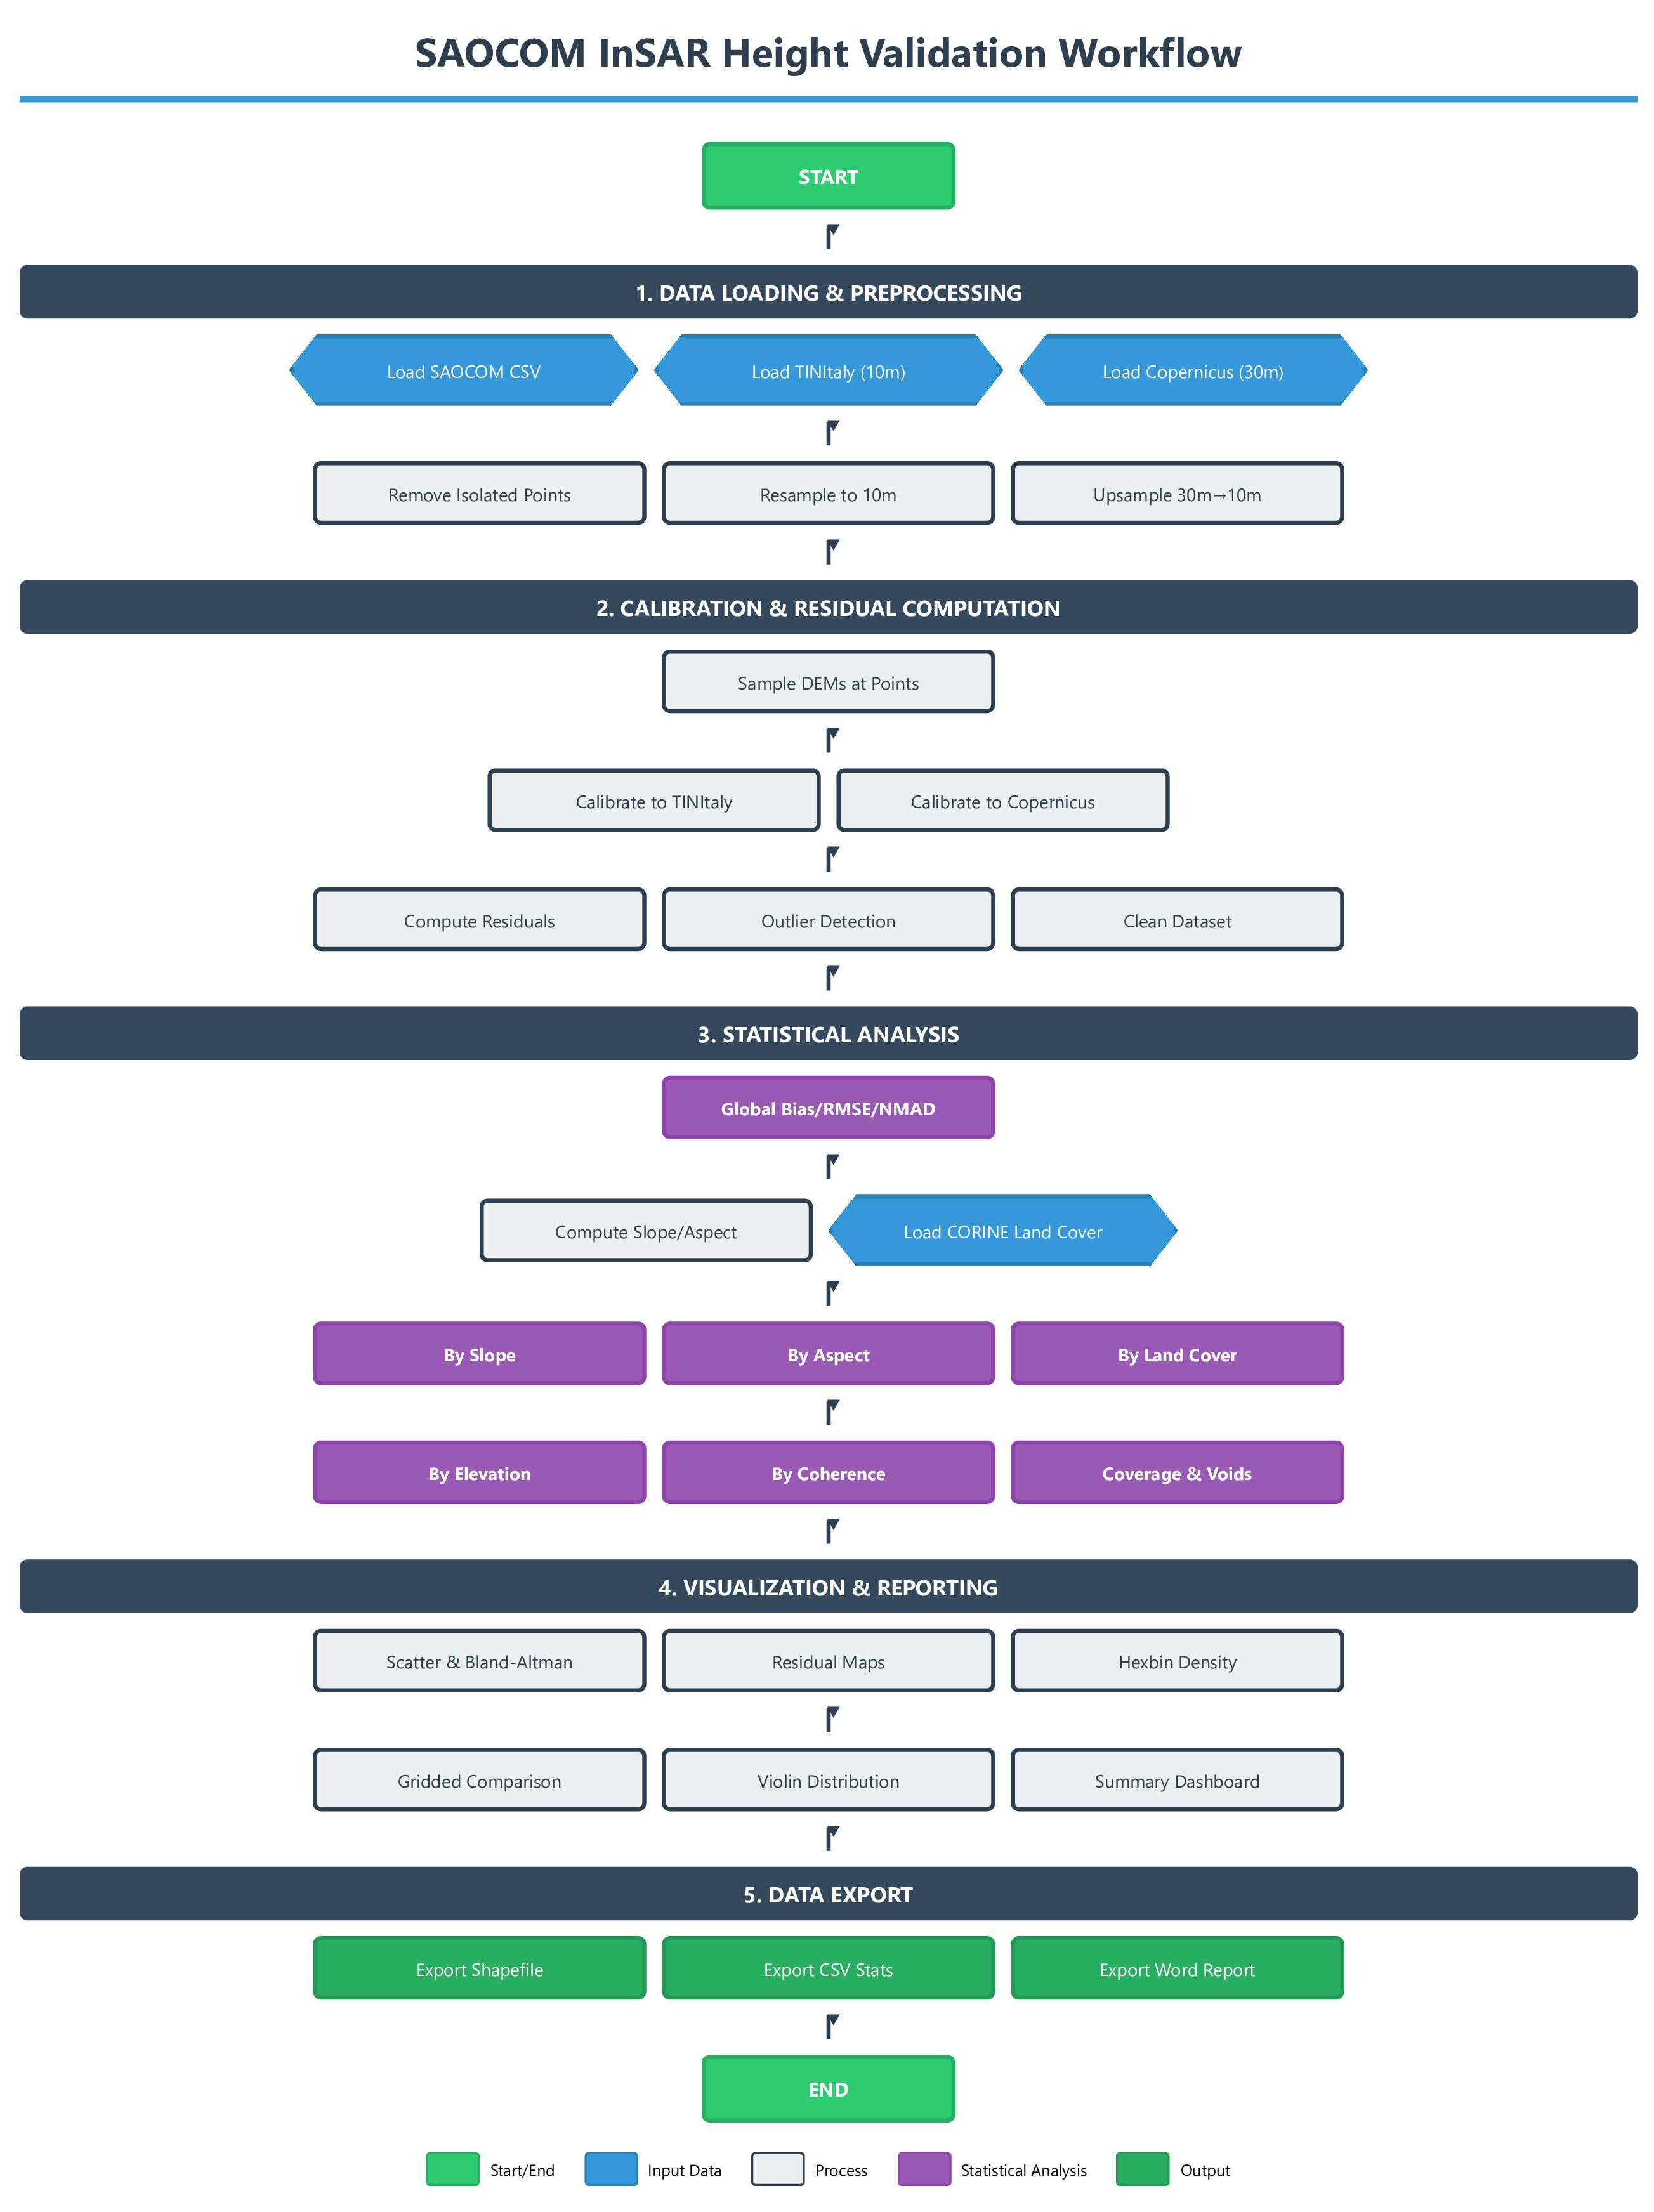 SAOCOM InSAR Height Validation Workflow
START
1. DATA LOADING & PREPROCESSING
Load SAOCOM CSV
Load TINItaly (10m)
Load Copernicus (30m)
Remove Isolated Points
Resample to 10m
Upsample 30m→10m
2. CALIBRATION & RESIDUAL COMPUTATION
Sample DEMs at Points
Calibrate to TINItaly
Calibrate to Copernicus
Compute Residuals
Outlier Detection
Clean Dataset
3. STATISTICAL ANALYSIS
Global Bias/RMSE/NMAD
Compute Slope/Aspect
Load CORINE Land Cover
By Slope
By Aspect
By Land Cover
By Elevation
By Coherence
Coverage & Voids
4. VISUALIZATION & REPORTING
Scatter & Bland-Altman
Residual Maps
Hexbin Density
Gridded Comparison
Violin Distribution
Summary Dashboard
5. DATA EXPORT
Export Shapefile
Export CSV Stats
Export Word Report
END
Start/End
Input Data
Process
Statistical Analysis
Output